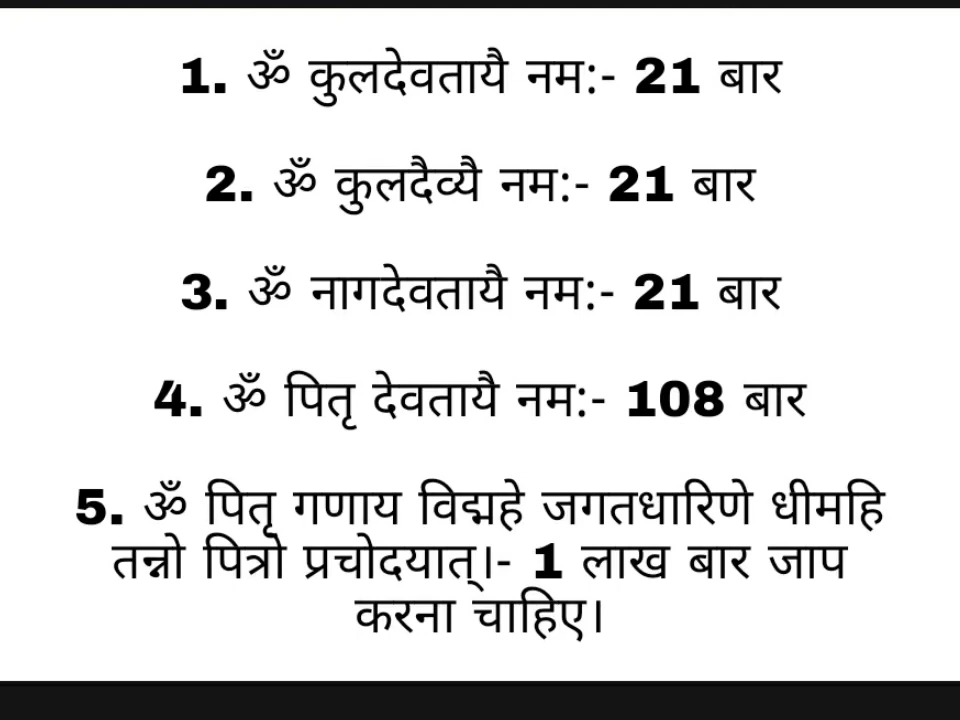 1. ॐ कुलदेवतायै नम:- 21 बार
2. ॐ कुलदैव्यै नम:- 21 बार
3. ॐ नागदेवतायै नम:- 21 बार
4. ॐ पितृ देवतायै नम:- 108 बार
5. ॐ पितृ गणाय विद्महे जगतधारिणे धीमहि
तन्नो पित्रो प्रचोदयात्।- 1 लाख बार जाप
करना चाहिए।